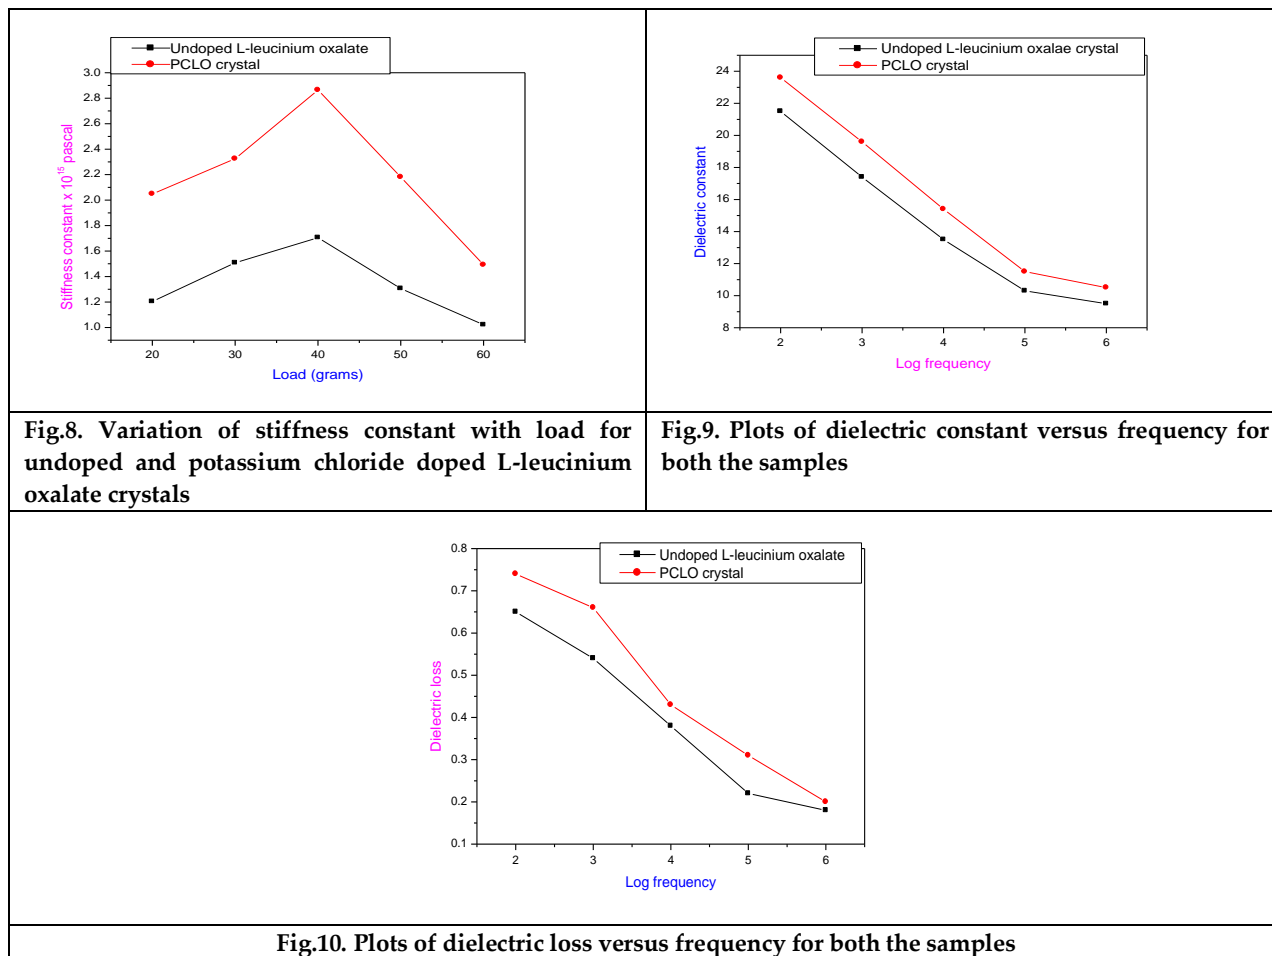 Undoped L-leucinium oxalate
PCLO crystal
3.0
2.8
2.6
2.4
2.2
2.0
1.8
1.6
1.4
1.2
1.0
Stiffness constant x 10¹⁵ pascal
20 30 40 50 60
Load (grams)
Undoped L-leucinium oxalae crystal
PCLO crystal
24
22
20
18
16
14
12
10
8
Dielectric constant
2 3 4 5 6
Log frequency
Fig.8. Variation of stiffness constant with load for
undoped and potassium chloride doped L-leucinium
oxalate crystals
Fig.9. Plots of dielectric constant versus frequency for
both the samples
Undoped L-leucinium oxalate
PCLO crystal
0.8
0.7
0.6
0.5
0.4
0.3
0.2
0.1
Dielectric loss
2 3 4 5 6
Log frequency
Fig.10. Plots of dielectric loss versus frequency for both the samples